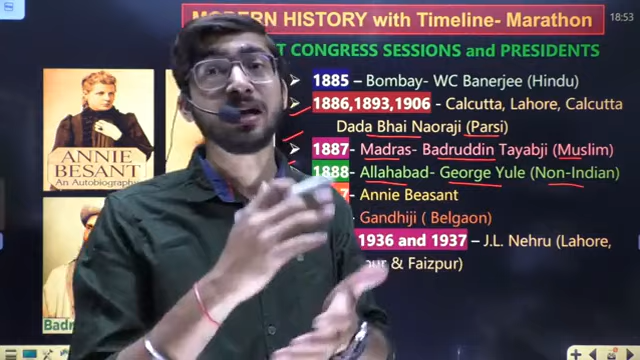 MODERN HISTORY with Timeline- Marathon
18:53
CONGRESS SESSIONS and PRESIDENTS
1885 – Bombay- WC Banerjee (Hindu)
1886,1893,1906 - Calcutta, Lahore, Calcutta
Dada Bhai Naoraji (Parsi)
1887- Madras- Badruddin Tayabji (Muslim)
1888- Allahabad- George Yule (Non-Indian)
Annie Beasant
Gandhiji ( Belgaon)
1936 and 1937 – J.L. Nehru (Lahore,
& Faizpur)
ANNIE
BESANT
An Autobiography